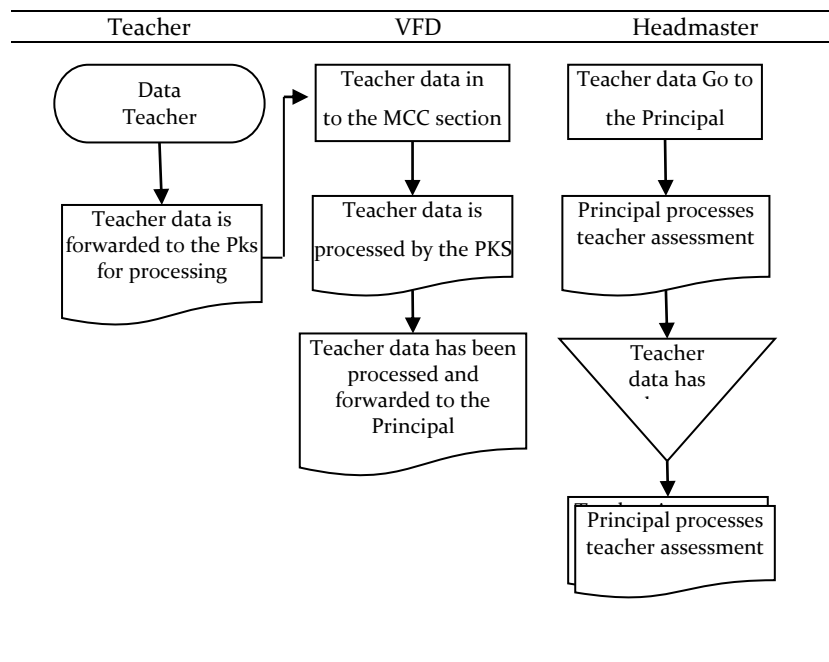 Teacher
VFD
Headmaster
Data
Teacher
Teacher data is
forwarded to the Pks
for processing
Teacher data in
to the MCC section
Teacher data is
processed by the PKS
Teacher data has been
processed and
forwarded to the
Principal
Teacher data Go to
the Principal
Principal processes
teacher assessment
Teacher
data has
Principal processes
teacher assessment